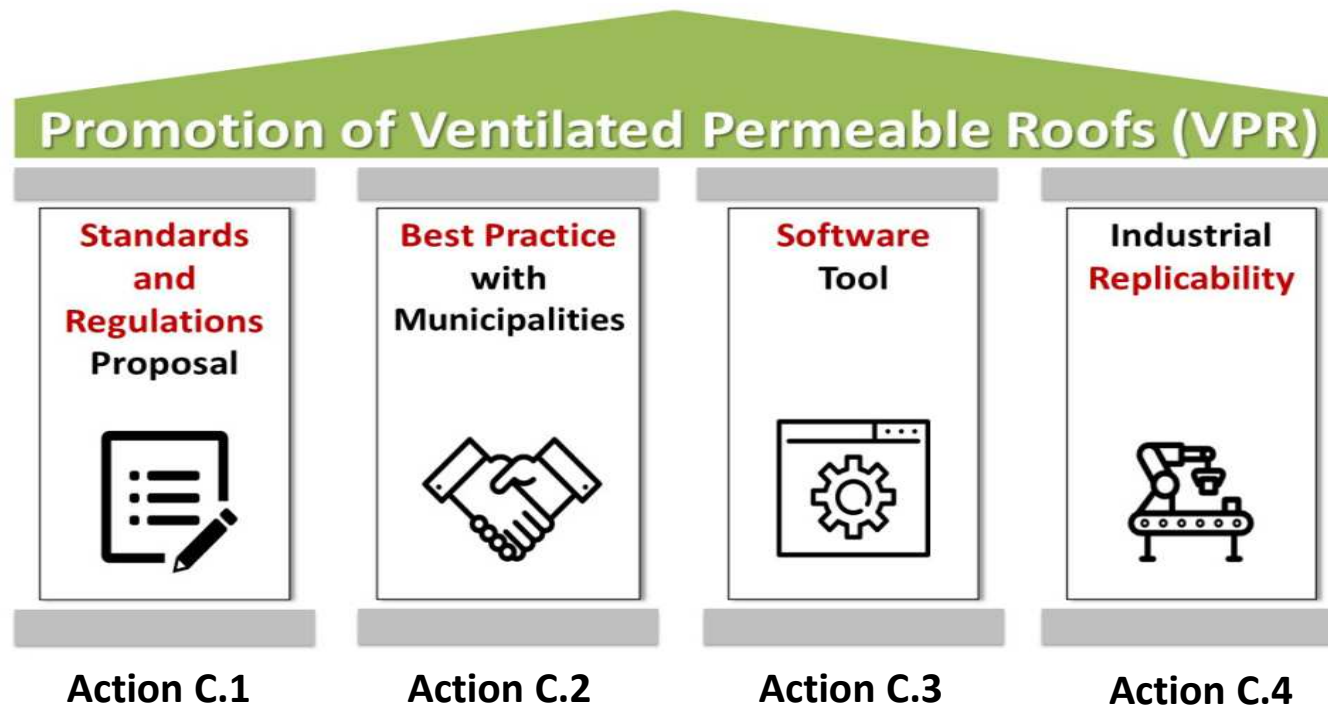 Promotion of Ventilated Permeable Roofs (VPR)
Standards
and
Regulations
Proposal
Best Practice
with
Municipalities
Software
Tool
Industrial
Replicability
Action C.1
Action C.2
Action C.3
Action C.4